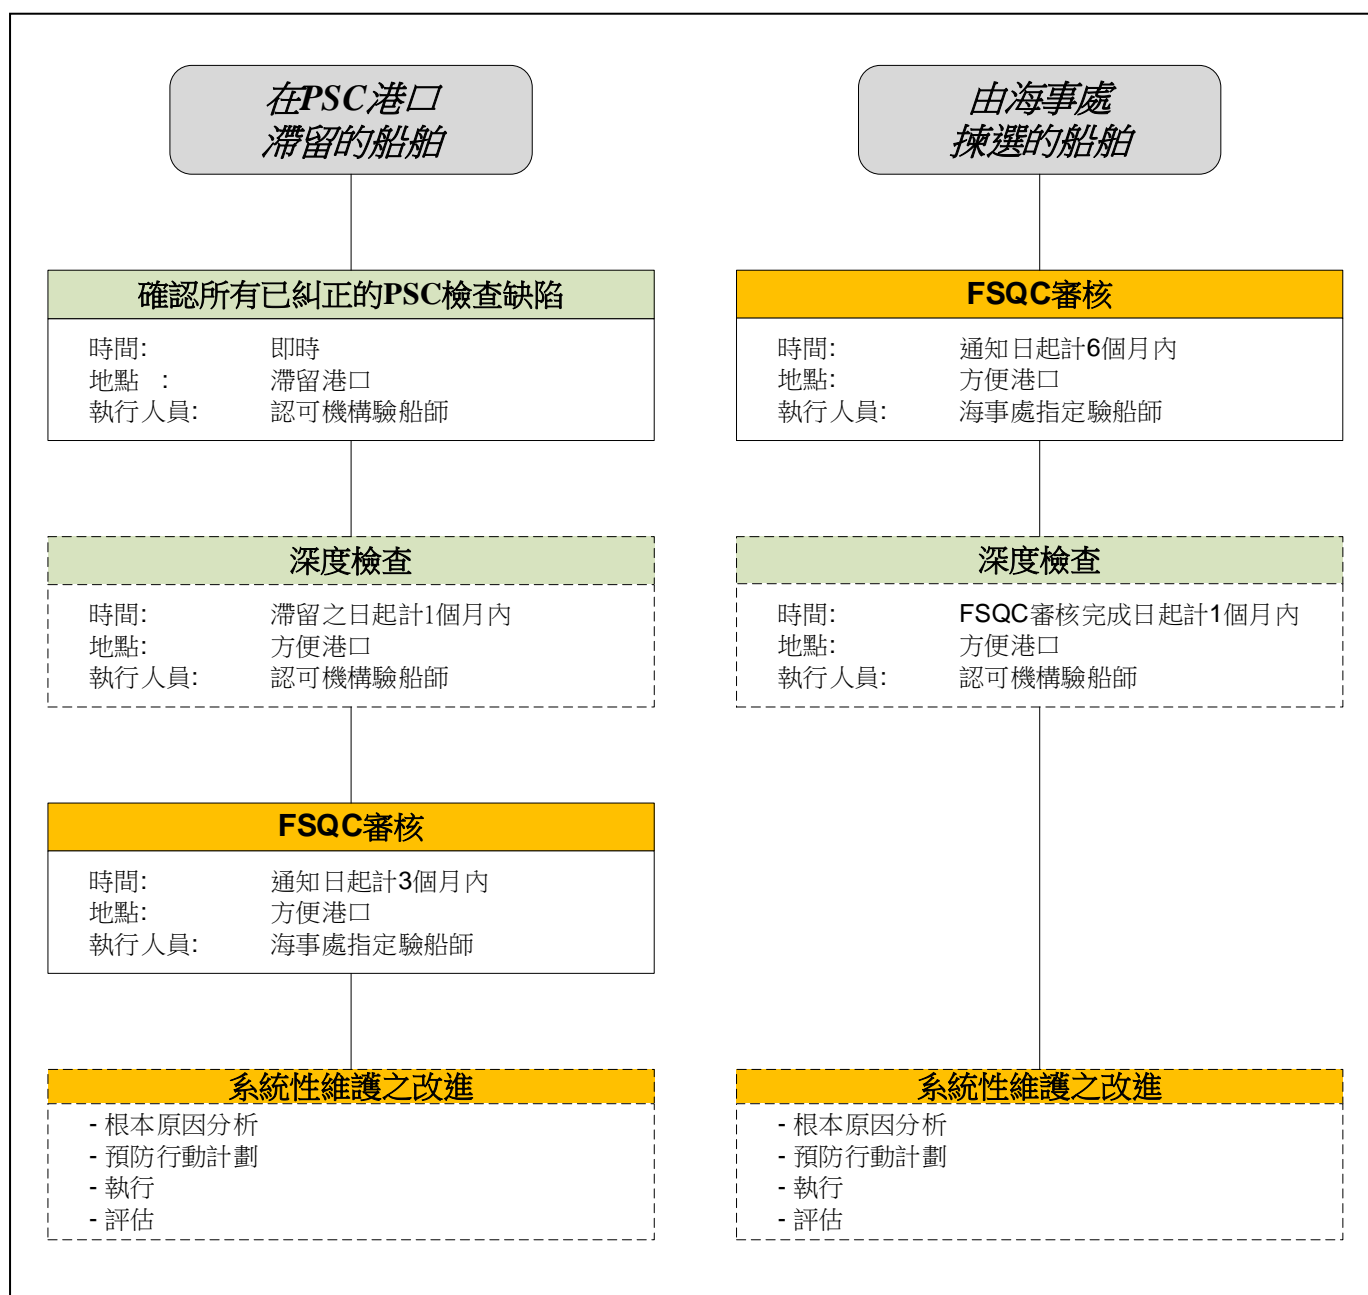 在PSC港口
滯留的船舶
確認所有已糾正的PSC檢查缺陷
時間: 即時
地點 : 滯留港口
執行人員: 認可機構驗船師
深度檢查
時間: 滯留之日起計1個月內
地點: 方便港口
執行人員: 認可機構驗船師
FSQC審核
時間: 通知日起計3個月內
地點: 方便港口
執行人員: 海事處指定驗船師
系統性維護之改進
- 根本原因分析
- 預防行動計劃
- 執行
- 評估
由海事處
揀選的船舶
FSQC審核
時間: 通知日起計6個月內
地點: 方便港口
執行人員: 海事處指定驗船師
深度檢查
時間: FSQC審核完成日起計1個月內
地點: 方便港口
執行人員: 認可機構驗船師
系統性維護之改進
- 根本原因分析
- 預防行動計劃
- 執行
- 評估